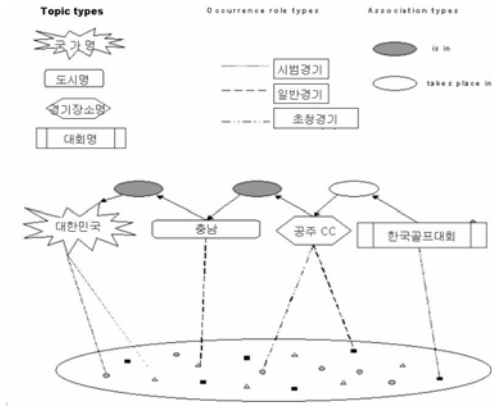 Topic types
Occurrence role types
Association types
국가명
도시명
경기장소명
대회명
시범경기
일반경기
초청경기
is in
takes place in
대한민국
충남
공주 CC
한국골프대회